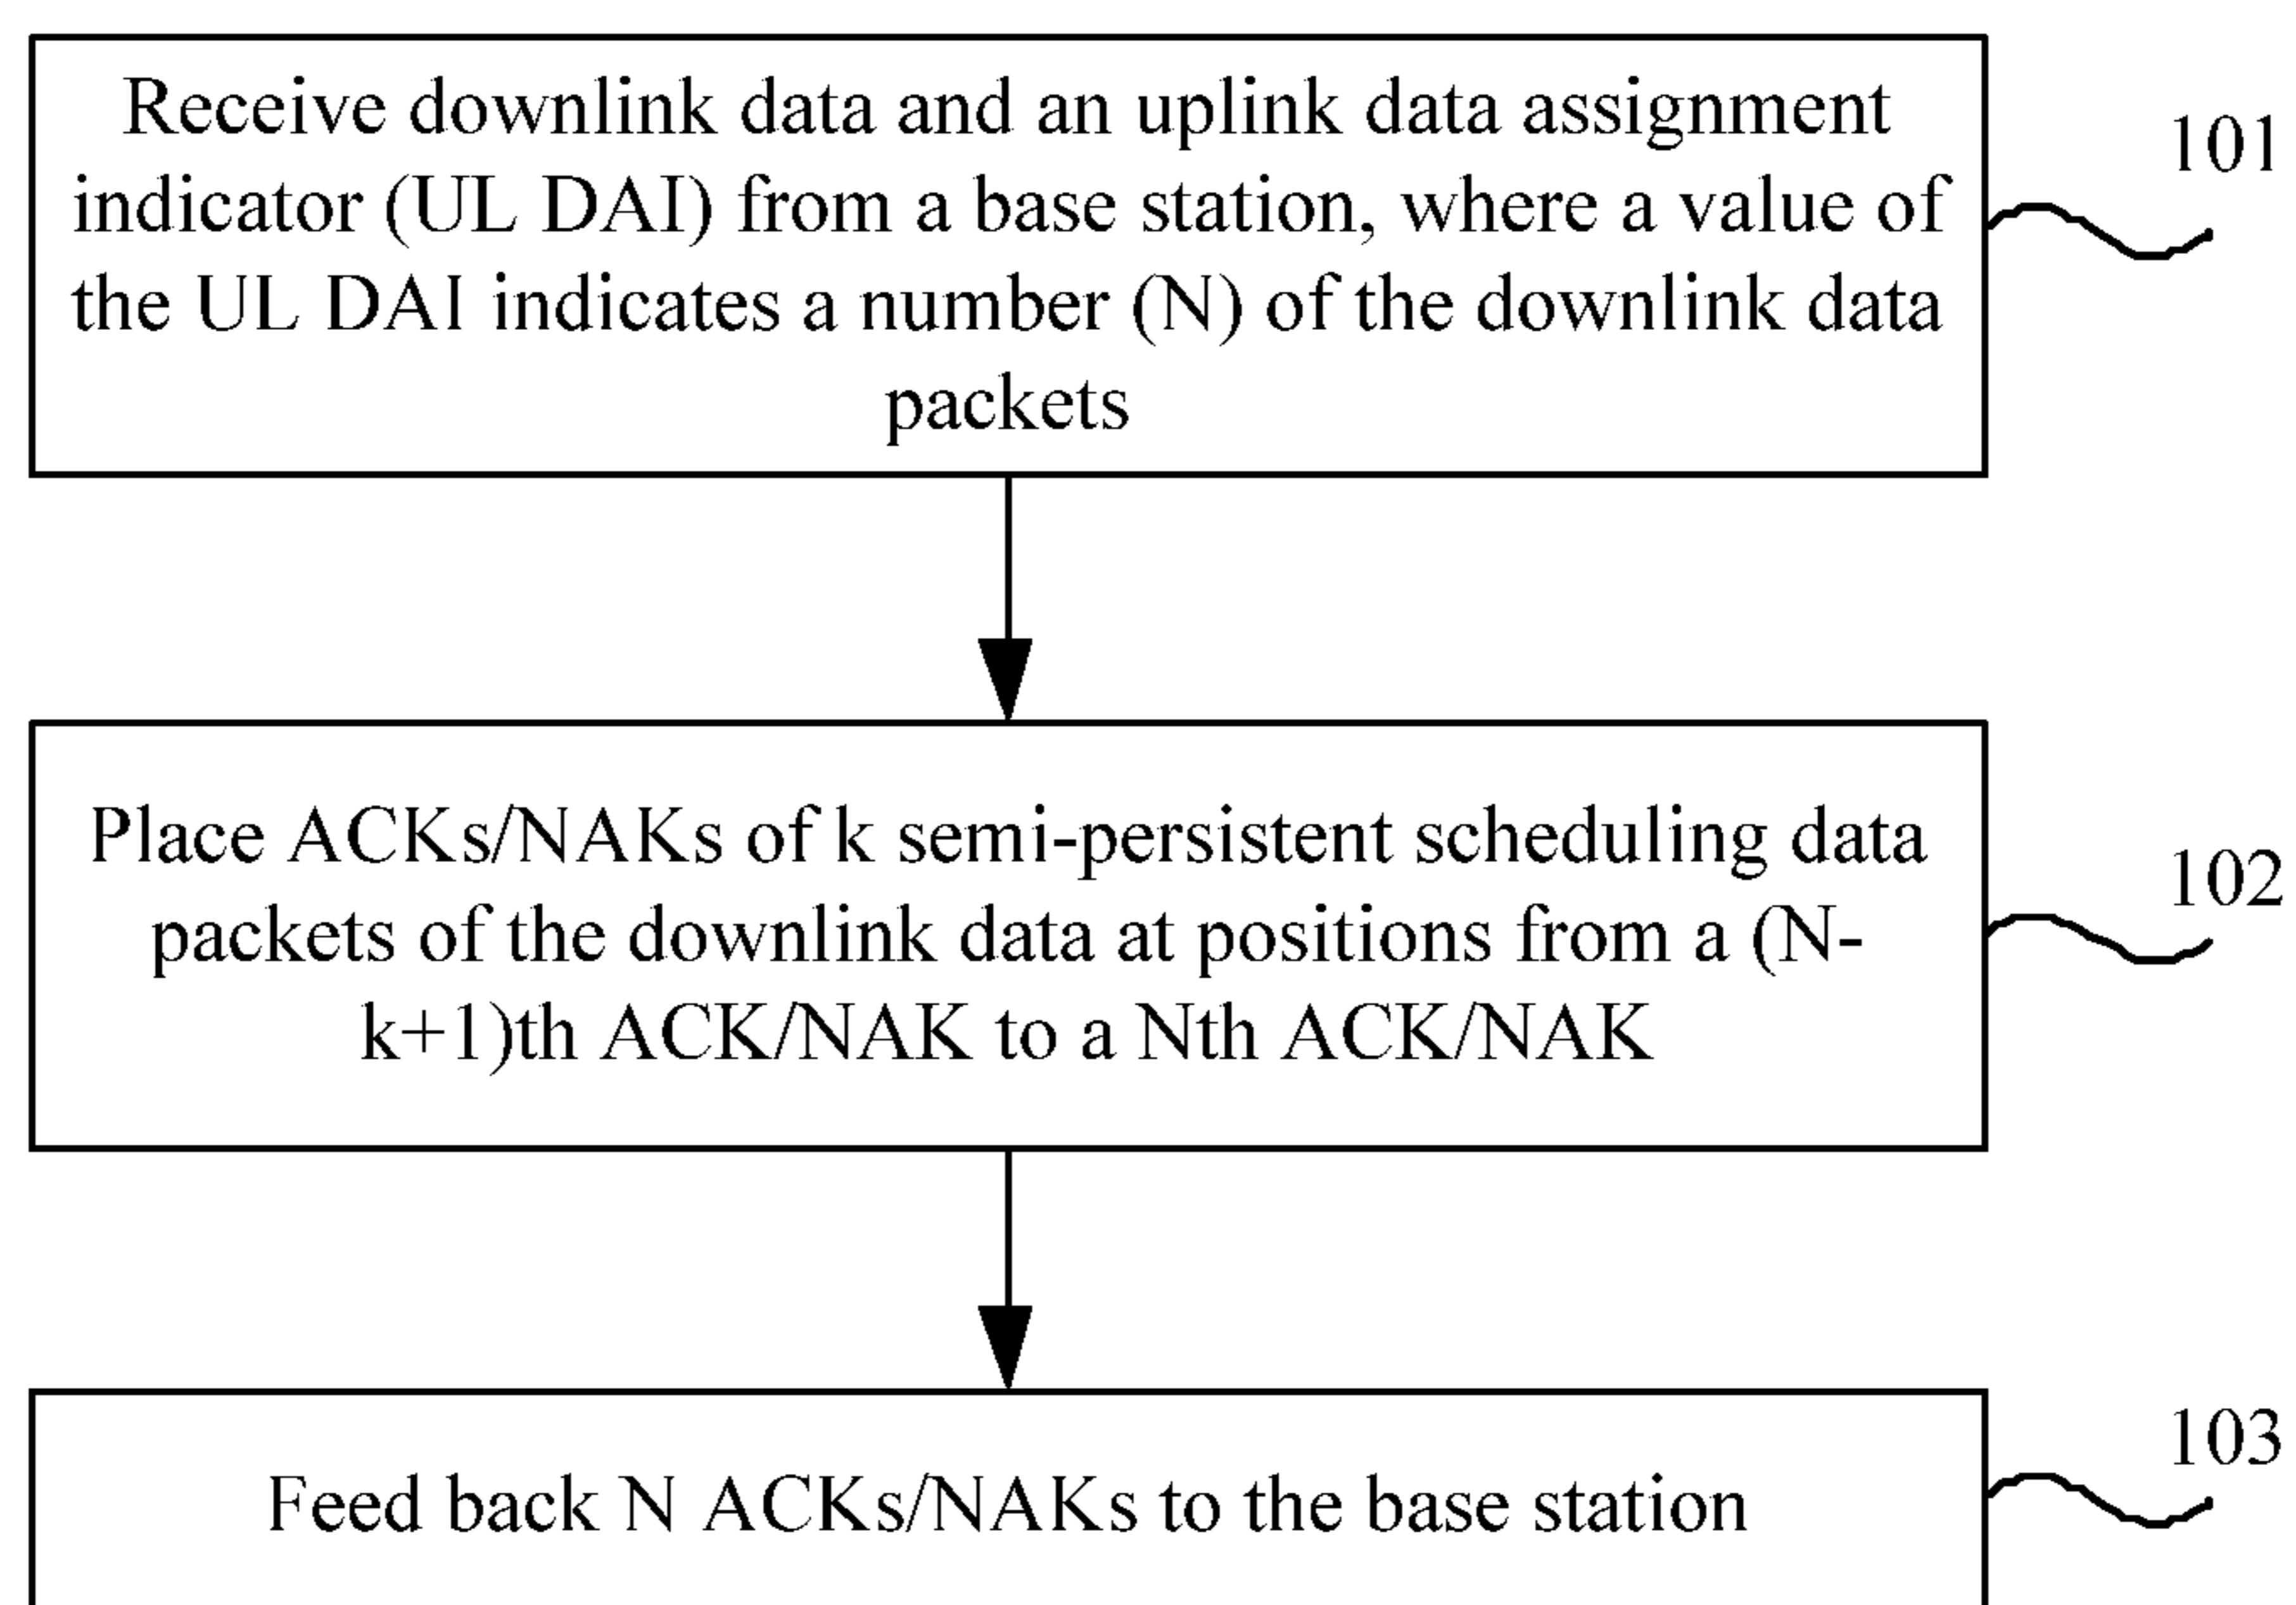 Receive downlink data and an uplink data assignment
indicator (UL DAI) from a base station, where a value of
the UL DAI indicates a number (N) of the downlink data
packets
101
Place ACKs/NAKs of k semi-persistent scheduling data
packets of the downlink data at positions from a (N-
k+1)th ACK/NAK to a Nth ACK/NAK
102
Feed back N ACKs/NAKs to the base station
103